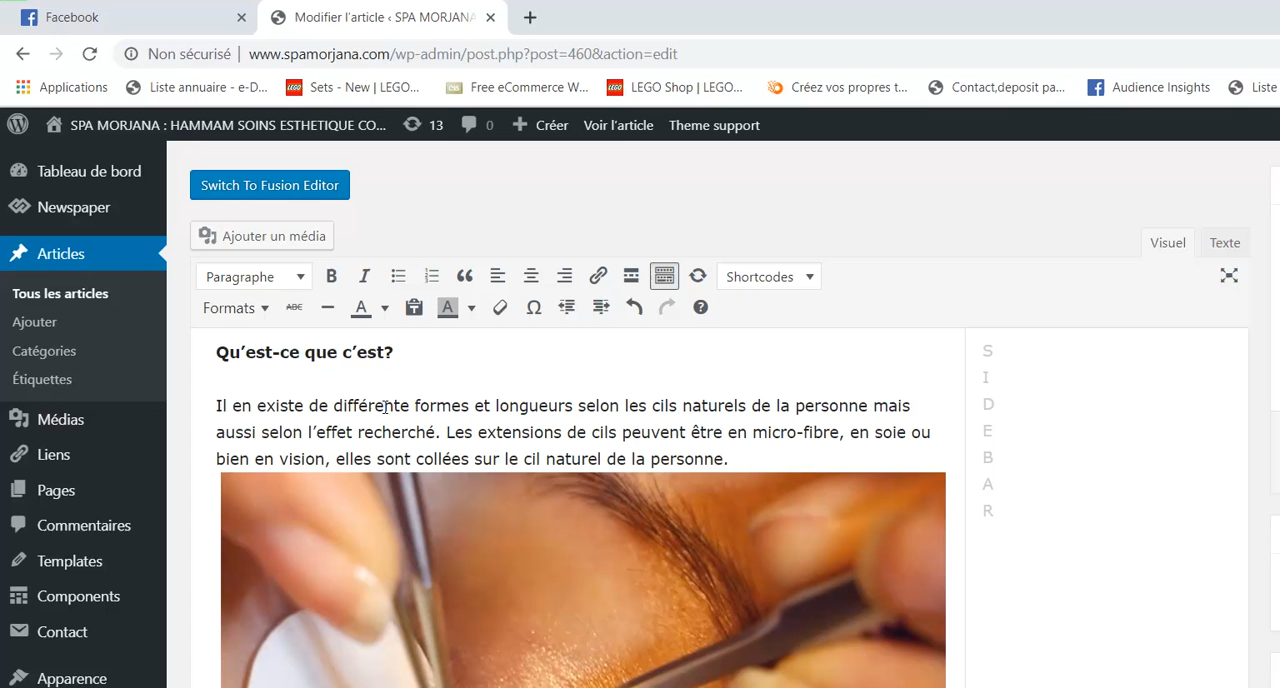 Facebook
Modifier l'article ‹ SPA MORJANA
Non sécurisé | www.spamorjana.com/wp-admin/post.php?post=460&action=edit
Applications Liste annuaire - e-D... Sets - New | LEGO... Free eCommerce W... LEGO Shop | LEGO... Créez vos propres t... Contact,deposit pa... Audience Insights Liste
SPA MORJANA : HAMMAM SOINS ESTHETIQUE CO... 13 0 Créer Voir l'article Theme support
Tableau de bord
Newspaper
Articles
Tous les articles
Ajouter
Catégories
Étiquettes
Médias
Liens
Pages
Commentaires
Templates
Components
Contact
Apparence
Switch To Fusion Editor
Ajouter un média
Visuel Texte
Paragraphe B I Shortcodes
Formats ABC A A Ω
Qu’est-ce que c’est?
Il en existe de différente formes et longueurs selon les cils naturels de la personne mais
aussi selon l’effet recherché. Les extensions de cils peuvent être en micro-fibre, en soie ou
bien en vision, elles sont collées sur le cil naturel de la personne.
S
I
D
E
B
A
R